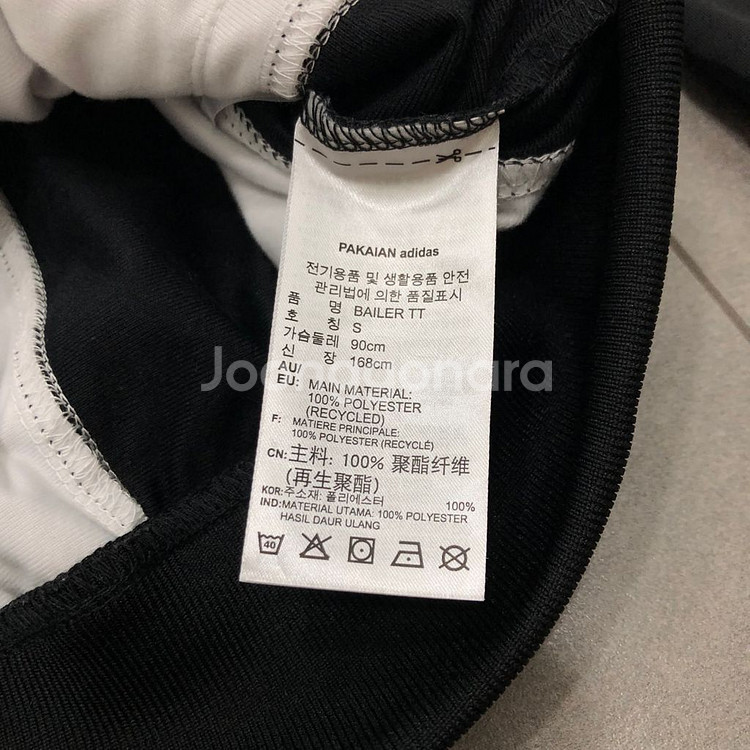 PAKAIAN adidas
전기용품 및 생활용품 안전
관리법에 의한 품질표시
품 명 BAILER TT
호 칭 S
가슴둘레 90cm
신 장 168cm
AU/
EU: MAIN MATERIAL:
100% POLYESTER
(RECYCLED)
F: MATIERE PRINCIPALE:
100% POLYESTER (RECYCLÉ)
CN:主料: 100% 聚酯纤维
(再生聚酯)
KOR:주소재: 폴리에스터 100%
IND:MATERIAL UTAMA: 100% POLYESTER
HASIL DAUR ULANG
40